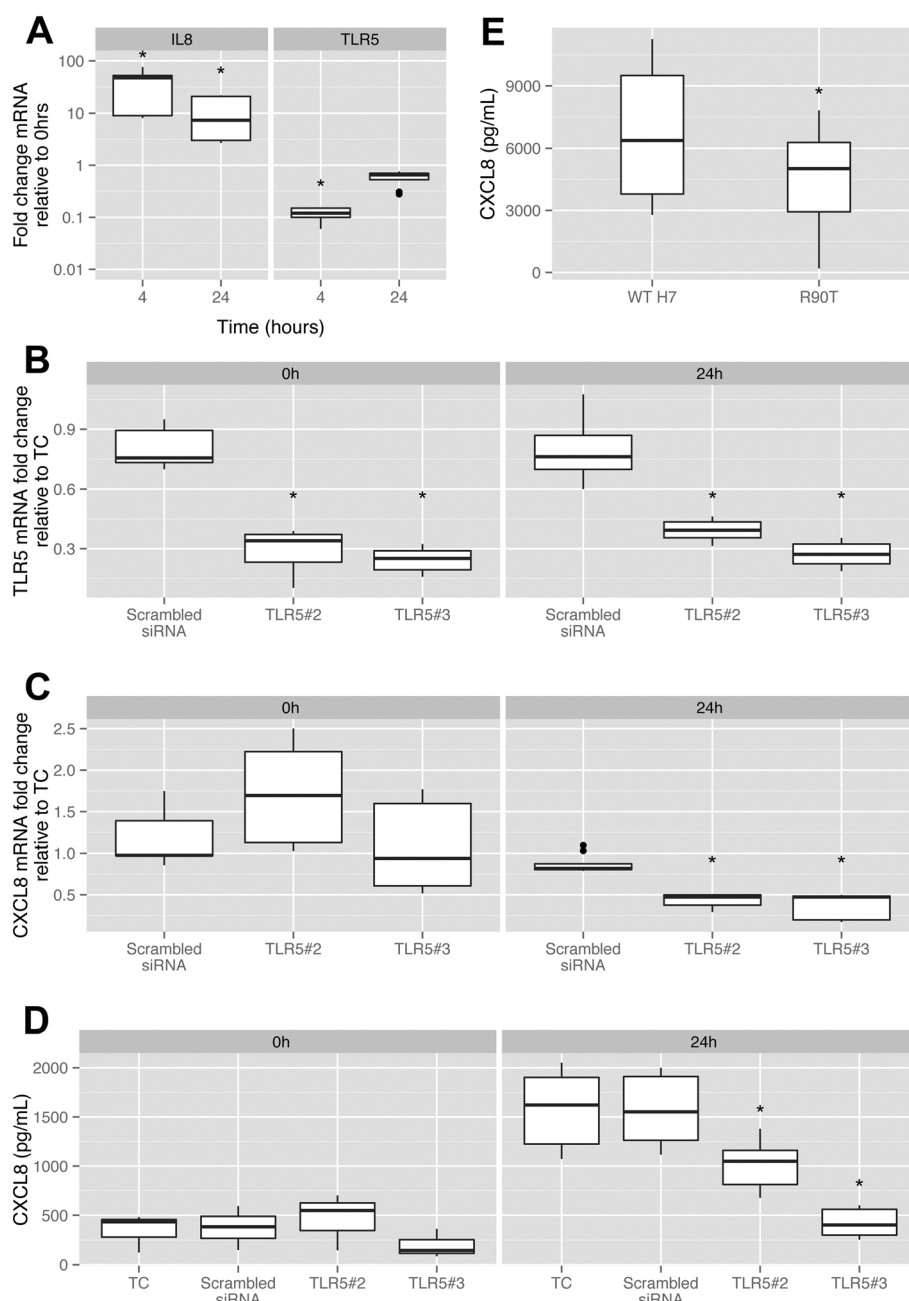 A
IL8
TLR5
*
*
*
100
10
1
0.1
0.01
Fold change mRNA
relative to 0hrs
4
24
4
24
Time (hours)
E
*
9000
6000
3000
0
CXCL8 (pg/mL)
WT H7
R90T
B
0h
24h
0.9
0.6
0.3
TLR5 mRNA fold change
relative to TC
*
*
*
*
Scrambled
siRNA
TLR5#2
TLR5#3
Scrambled
siRNA
TLR5#2
TLR5#3
C
0h
24h
2.5
2.0
1.5
1.0
0.5
CXCL8 mRNA fold change
relative to TC
*
*
Scrambled
siRNA
TLR5#2
TLR5#3
Scrambled
siRNA
TLR5#2
TLR5#3
D
0h
24h
2000
1500
1000
500
0
CXCL8 (pg/mL)
*
*
TC
Scrambled
siRNA
TLR5#2
TLR5#3
TC
Scrambled
siRNA
TLR5#2
TLR5#3